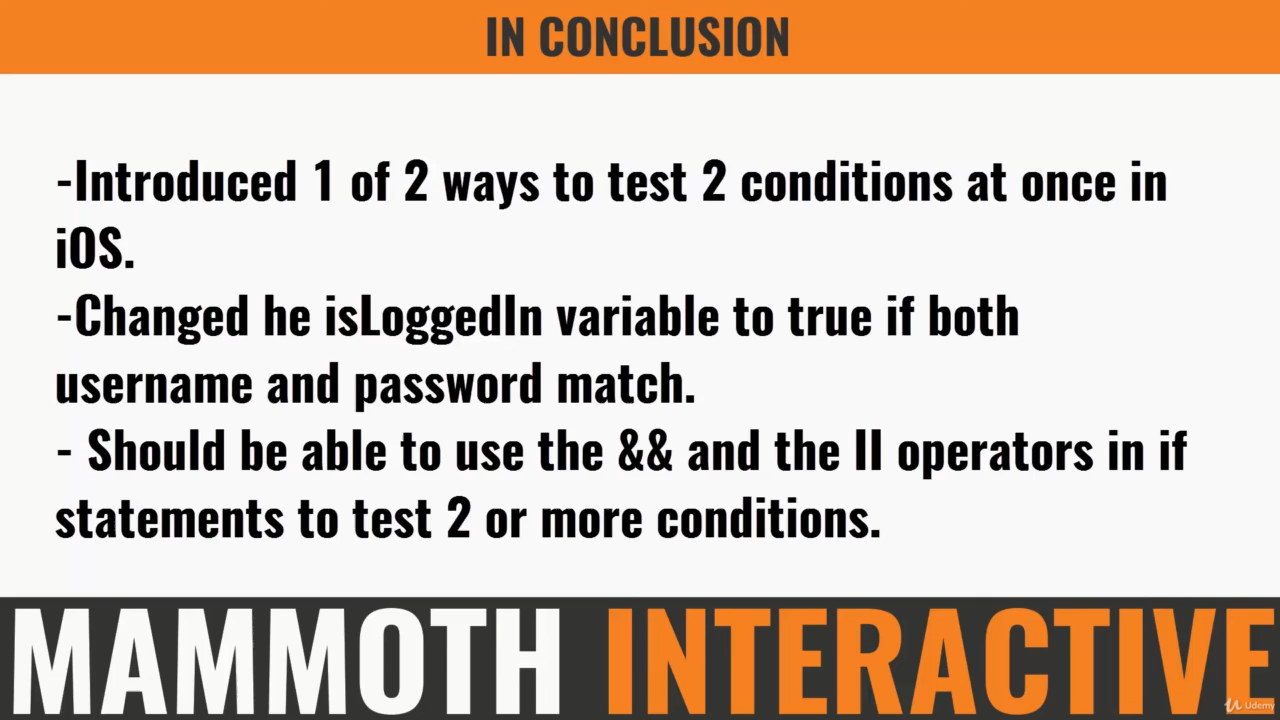 IN CONCLUSION
-Introduced 1 of 2 ways to test 2 conditions at once in
iOS.
-Changed he isLoggedIn variable to true if both
username and password match.
- Should be able to use the && and the II operators in if
statements to test 2 or more conditions.
MAMMOTH INTERACTIVE
Udemy